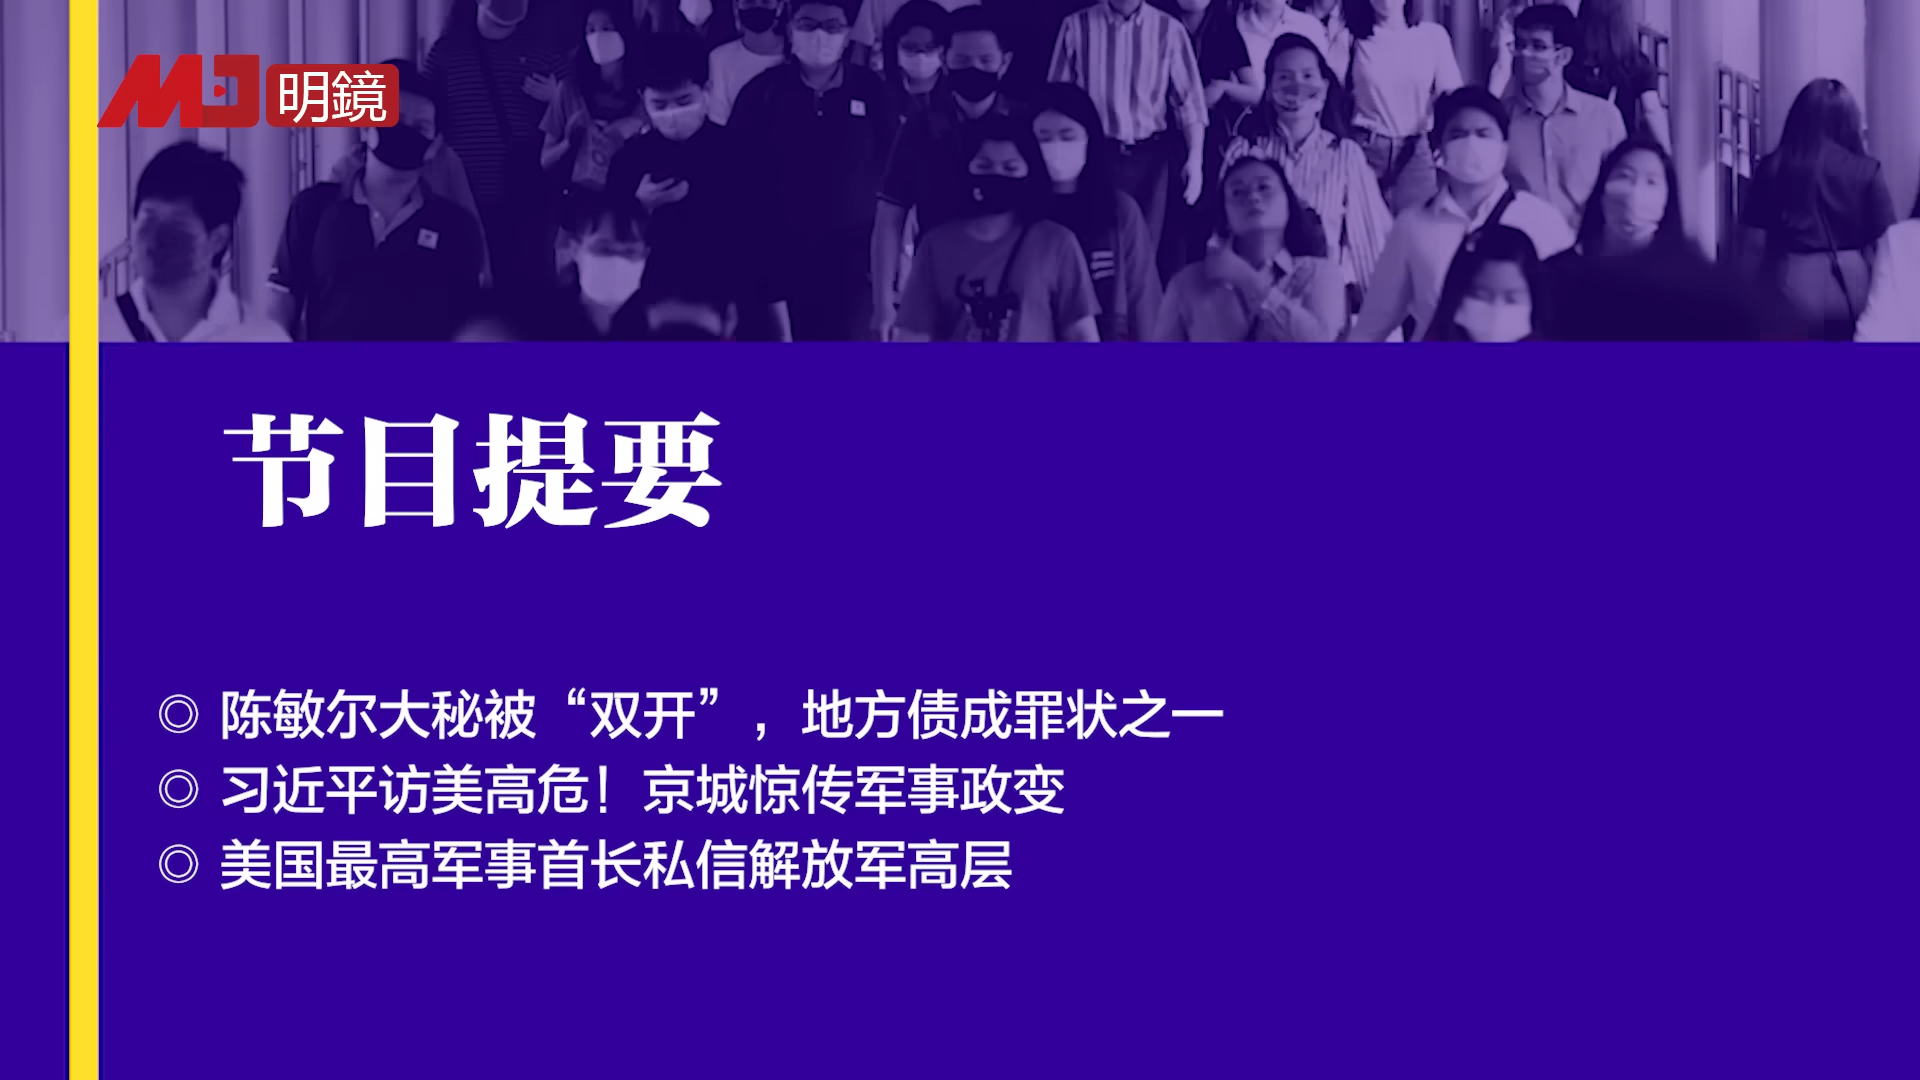 MJ 明鏡
节目提要
◎ 陈敏尔大秘被“双开”，地方债成罪状之一
◎ 习近平访美高危！京城惊传军事政变
◎ 美国最高军事首长私信解放军高层